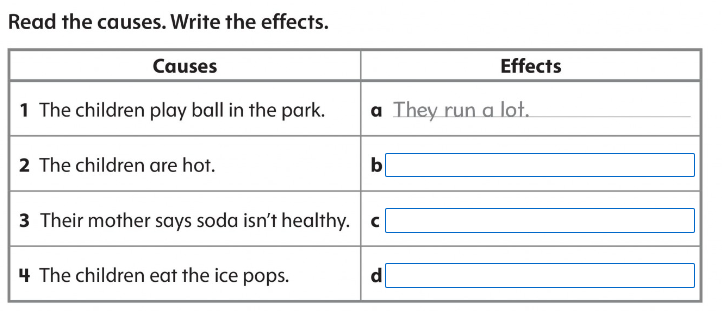 Read the causes. Write the effects.
Causes Effects
1 The children play ball in the park. a They run a lot.
2 The children are hot. b
3 Their mother says soda isn't healthy. c
4 The children eat the ice pops. d